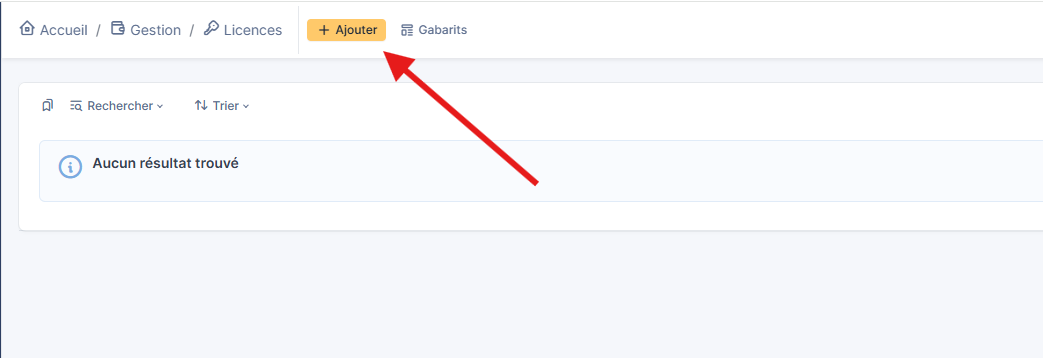 Accueil / Gestion / Licences + Ajouter Gabarits
Rechercher Trier
Aucun résultat trouvé